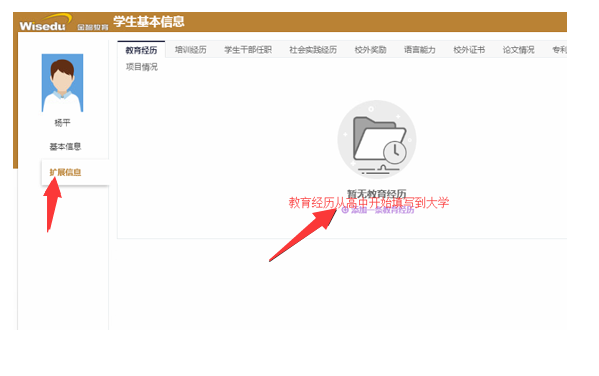 Wisedu 金智教育 学生基本信息
教育经历 培训经历 学生干部任职 社会实践经历 校外奖励 语言能力 校外证书 论文情况 专利
项目情况
杨平
基本信息
扩展信息
暂无教育经历
教育经历从高中开始填写到大学
添加一条教育经历